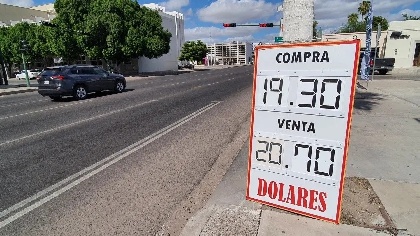 COMPRA
19.30
VENTA
20.70
DOLARES